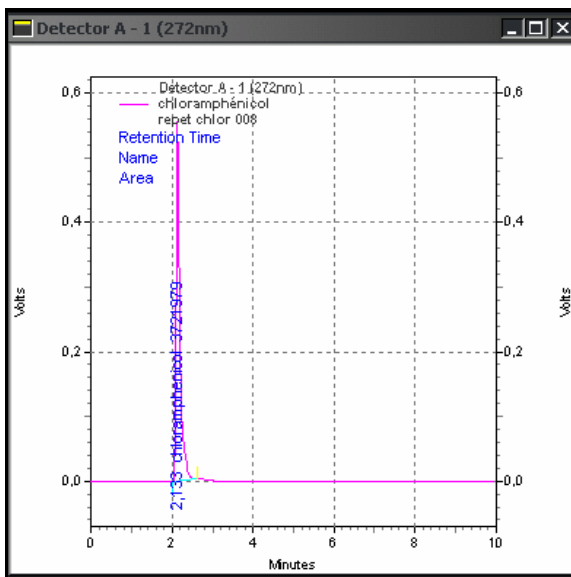 Detector A - 1 (272nm)
Detector A - 1 (272nm)
chloramphénicol
repet chlor 008
Retention Time
Name
Area
0,6
0,4
0,2
0,0
Volts
2,133 chloramphenicol 3721979
0,6
0,4
0,2
0,0
Volts
0
2
4
6
8
10
Minutes